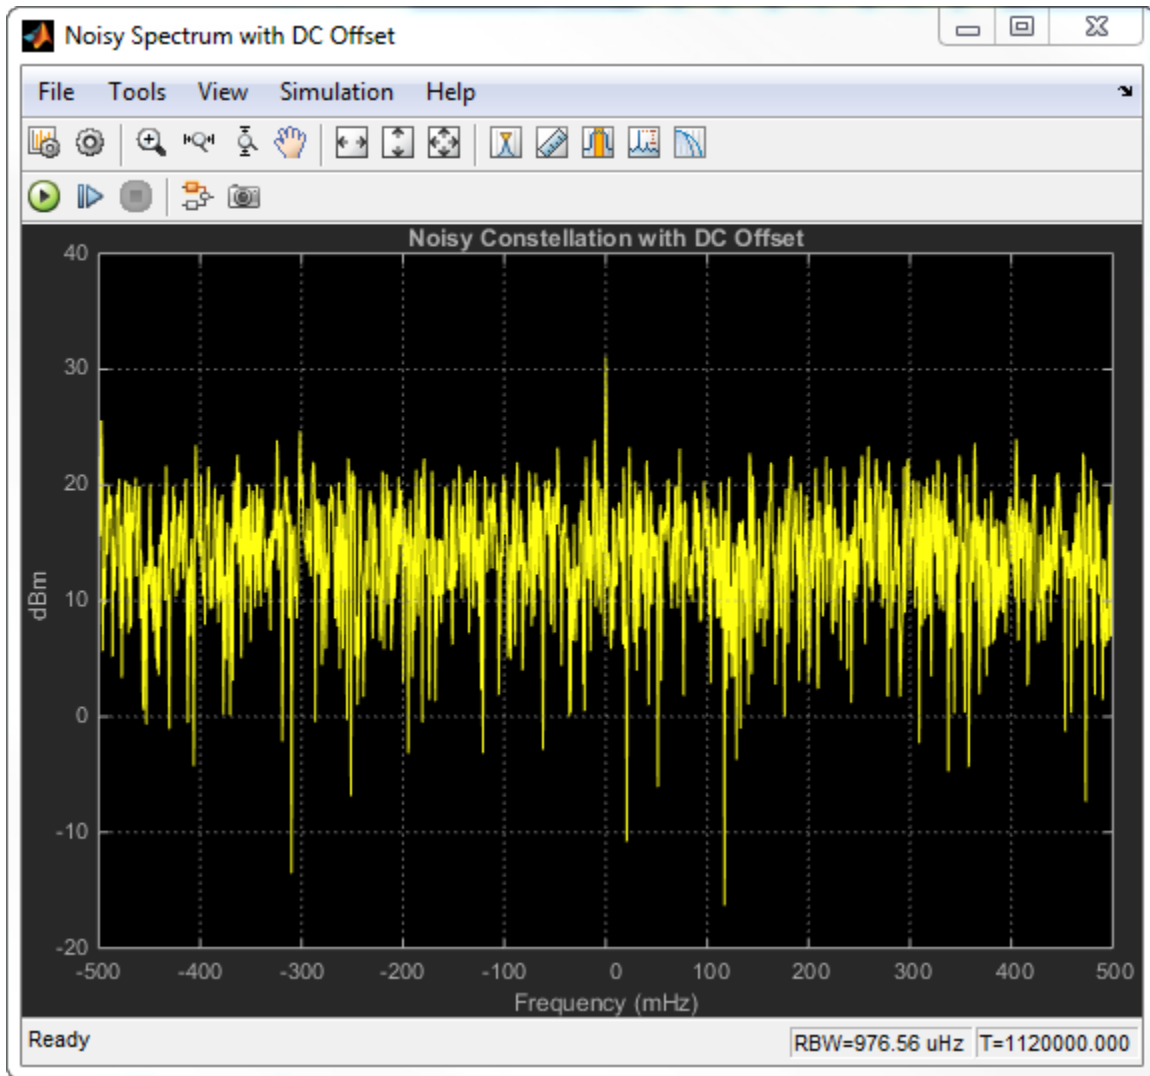 Noisy Spectrum with DC Offset
File Tools View Simulation Help
Noisy Constellation with DC Offset
40
30
20
10
0
-10
-20
dBm
-500 -400 -300 -200 -100 0 100 200 300 400 500
Frequency (mHz)
Ready RBW=976.56 uHz T=1120000.000